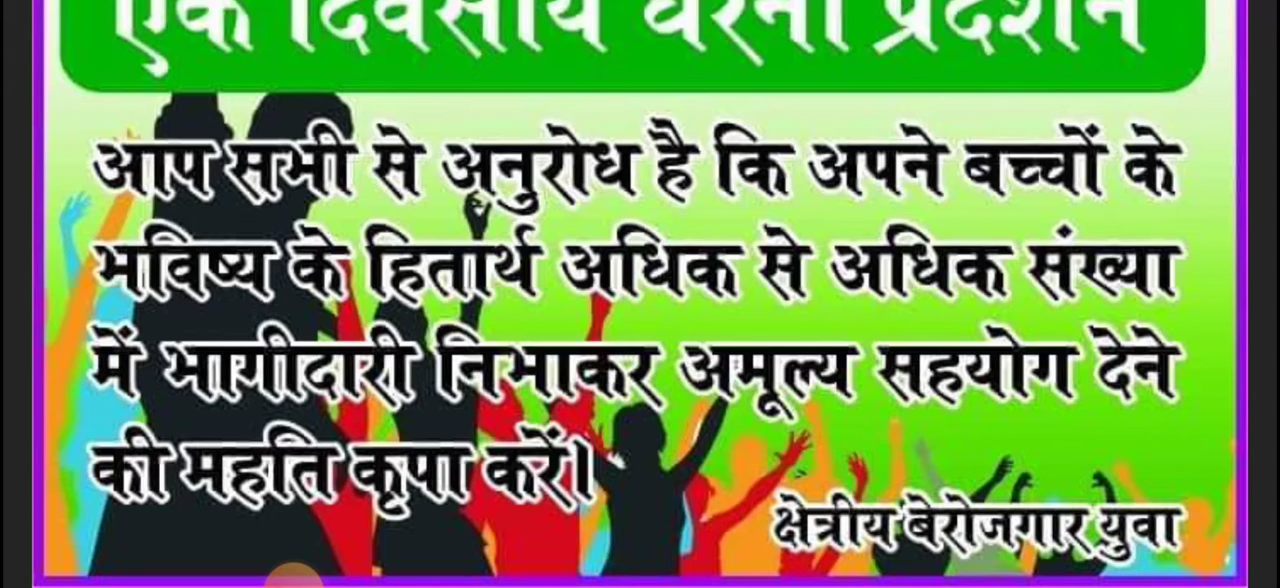 एक दिवसीय धरना प्रदर्शन
आप सभी से अनुरोध है कि अपने बच्चों के
भविष्य के हितार्थ अधिक से अधिक संख्या
में भागीदारी निभाकर अमूल्य सहयोग देने
की महति कृपा करें।
क्षेत्रीय बेरोजगार युवा